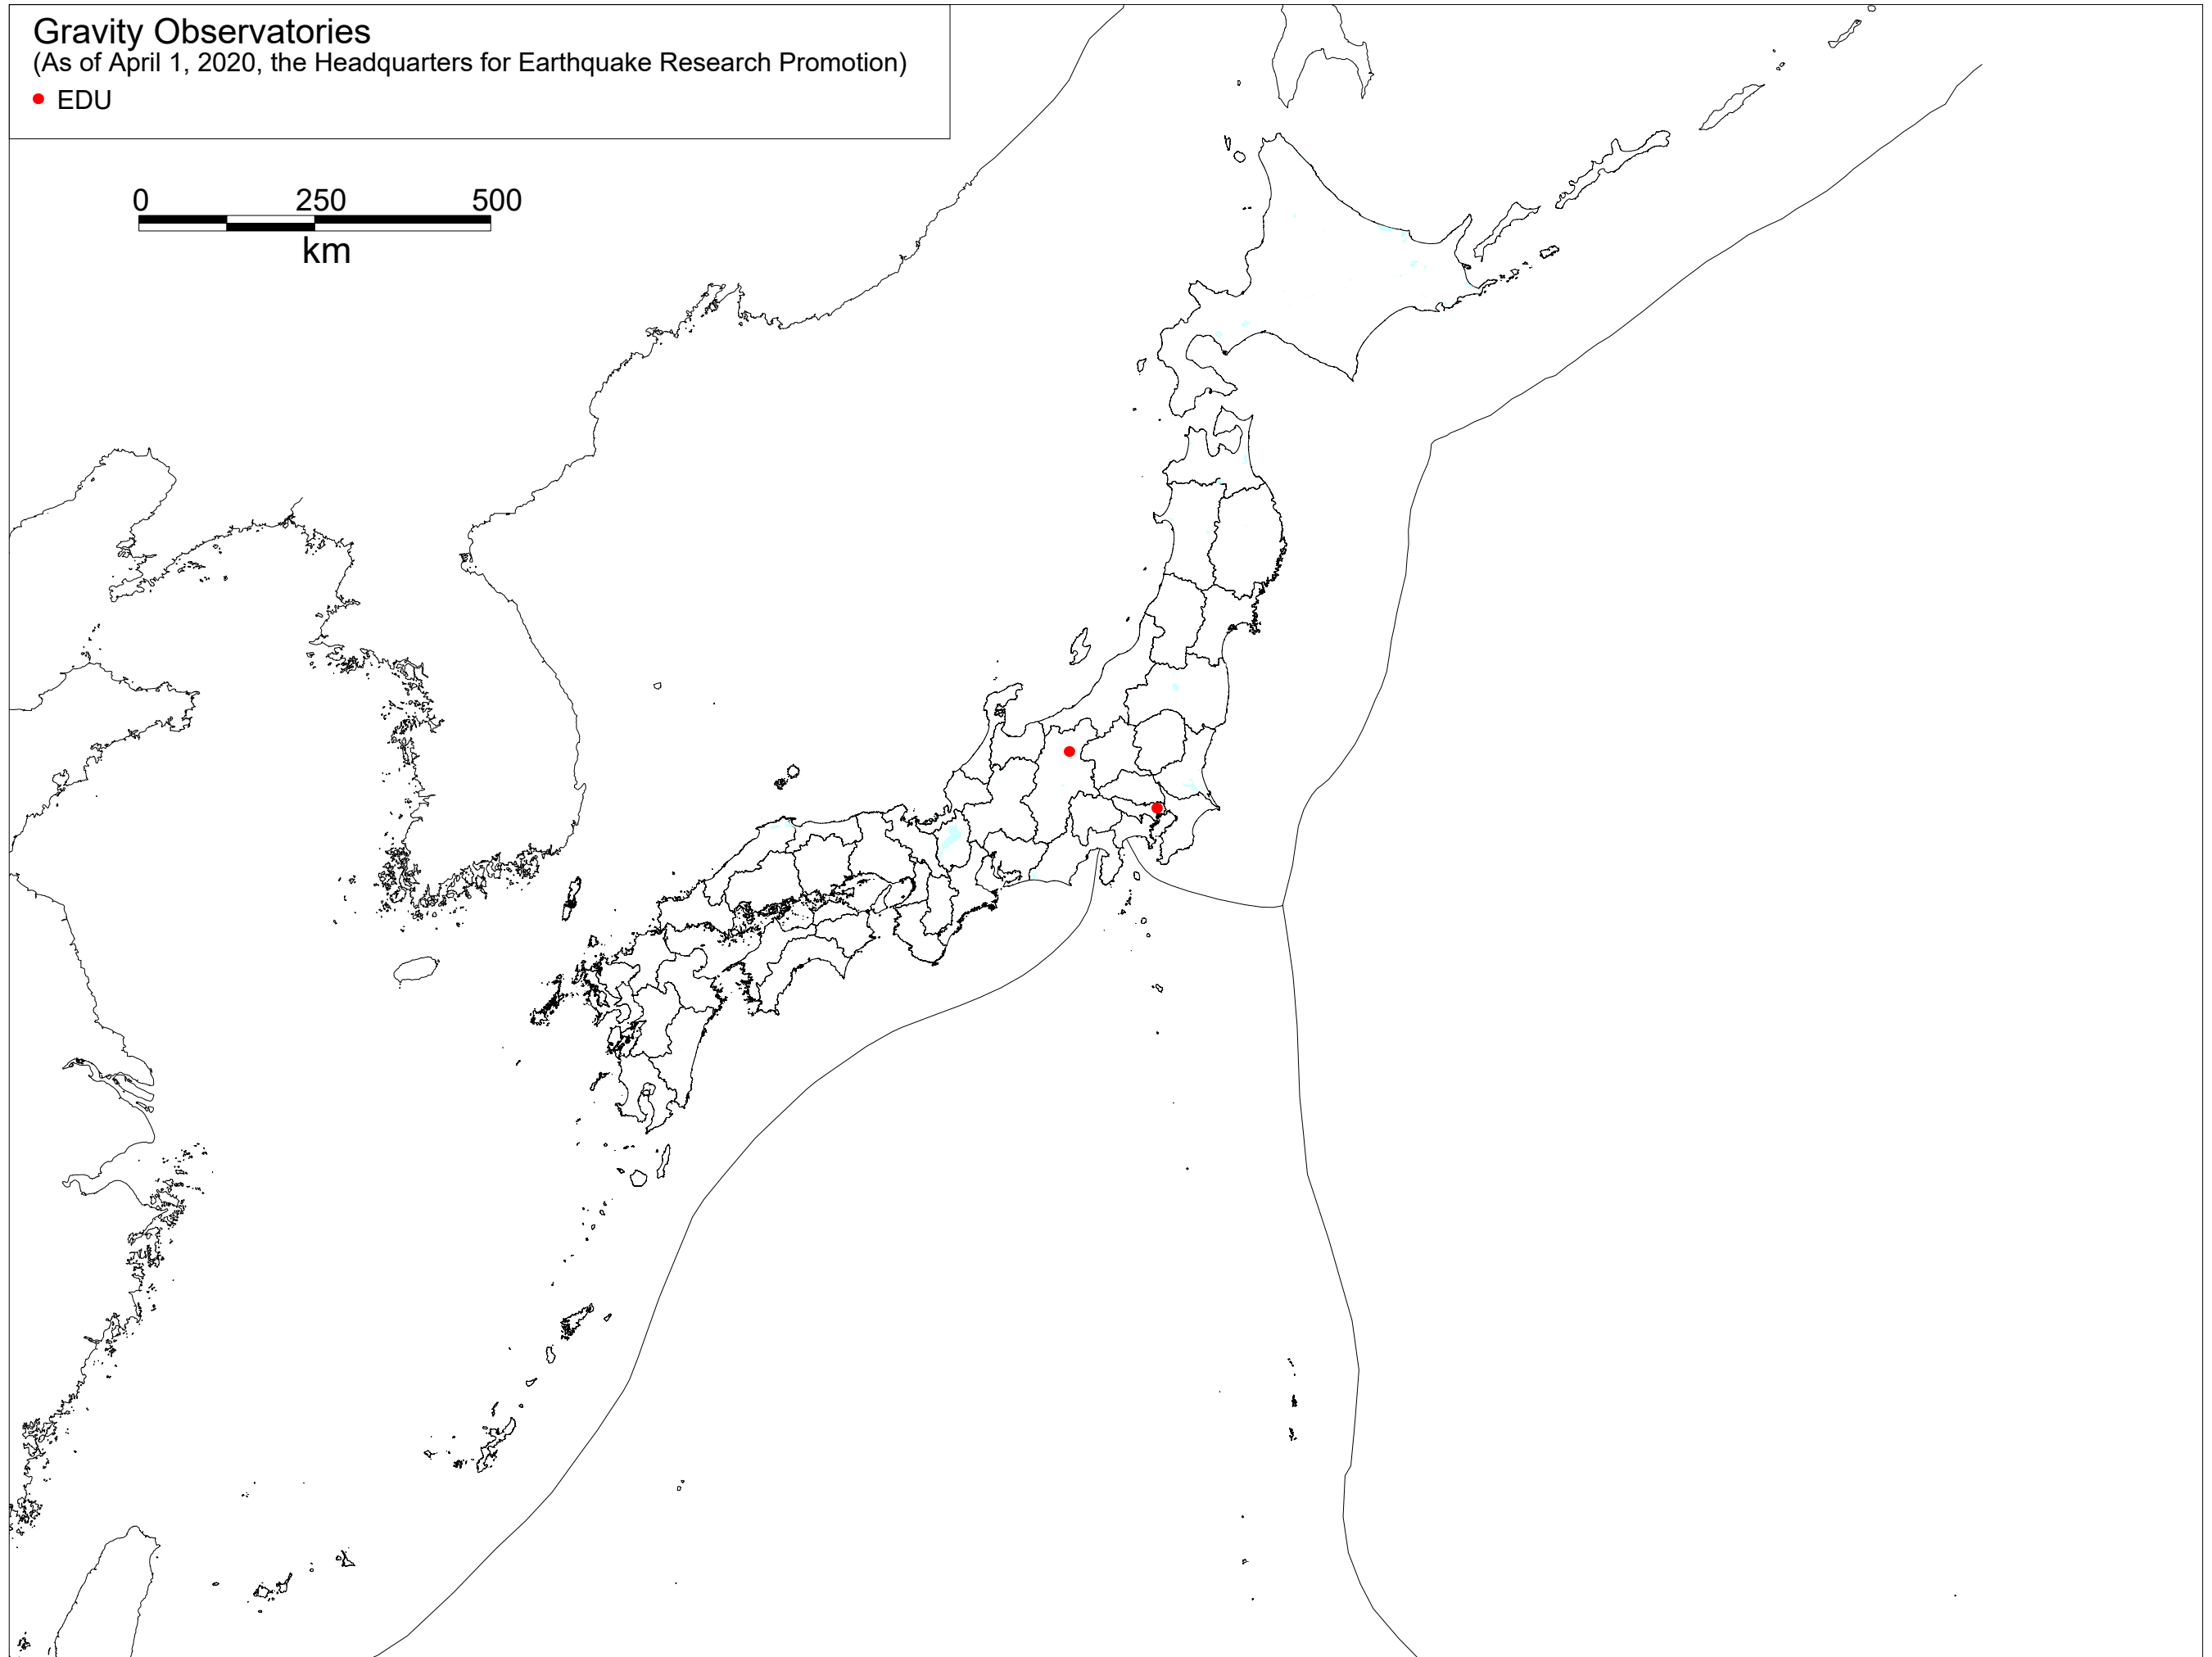 Gravity Observatories
(As of April 1, 2020, the Headquarters for Earthquake Research Promotion)
EDU
0 250 500
km